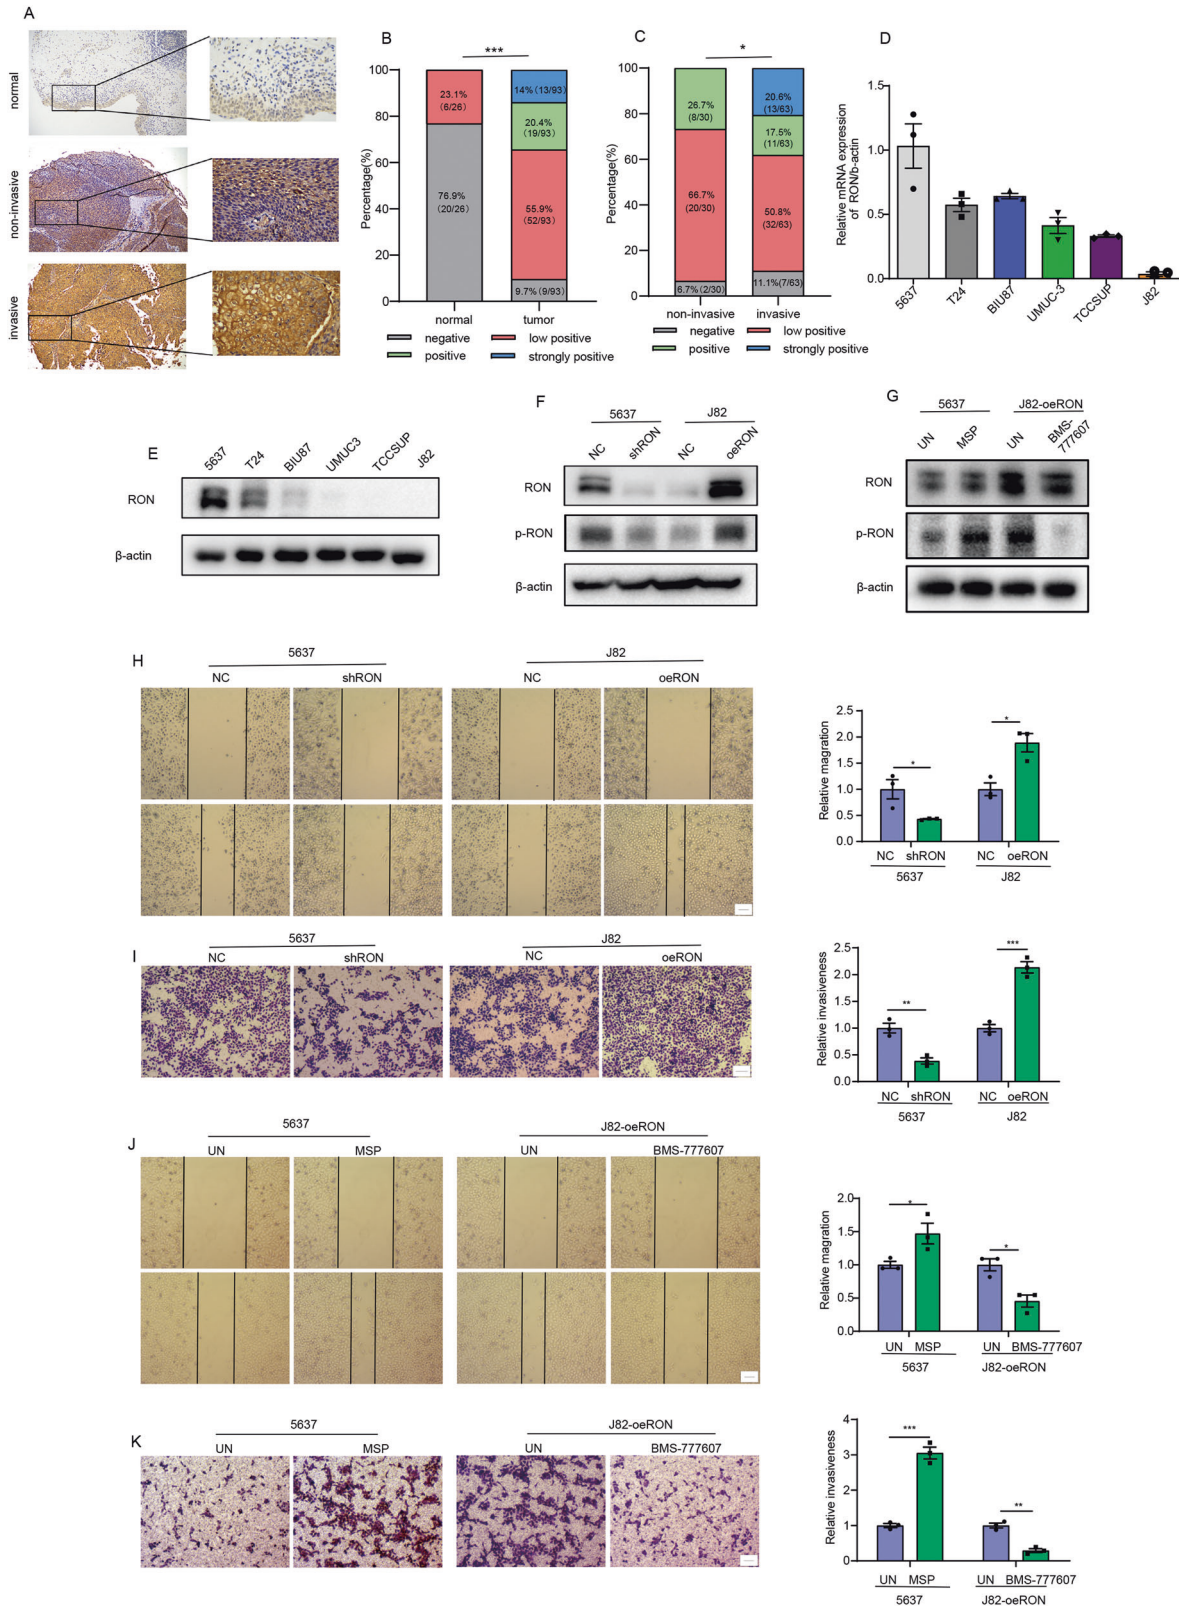 A
normal
non-invasive
invasive
B
***
Percentage(%)
100
80
60
40
20
0
23.1%
(6/26)
76.9%
(20/26)
14% (13/93)
20.4%
(19/93)
55.9%
(52/93)
9.7% (9/93)
normal
tumor
negative
low positive
positive
strongly positive
C
*
Percentage(%)
100
80
60
40
20
0
26.7%
(8/30)
66.7%
(20/30)
6.7% (2/30)
20.6%
(13/63)
17.5%
(11/63)
50.8%
(32/63)
11.1%(7/63)
non-invasive
invasive
negative
low positive
positive
strongly positive
D
Relative mRNA expression
of RON/b-actin
1.5
1.0
0.5
0.0
5637
T24
BIU87
UMUC-3
TCCSUP
J82
E
5637
T24
BIU87
UMUC3
TCCSUP
J82
RON
β-actin
F
5637
J82
NC
shRON
NC
oeRON
RON
p-RON
β-actin
G
5637
J82-oeRON
UN
MSP
UN
BMS-
777607
RON
p-RON
β-actin
H
5637
J82
NC
shRON
NC
oeRON
Relative magration
2.5
2.0
1.5
1.0
0.5
0.0
*
*
NC shRON
NC oeRON
5637
J82
I
5637
J82
NC
shRON
NC
oeRON
Relative invasiveness
2.5
2.0
1.5
1.0
0.5
0.0
**
***
NC shRON
NC oeRON
5637
J82
J
5637
J82-oeRON
UN
MSP
UN
BMS-777607
Relative magration
2.0
1.5
1.0
0.5
0.0
*
*
UN MSP
UN BMS-777607
5637
J82-oeRON
K
5637
J82-oeRON
UN
MSP
UN
BMS-777607
Relative invasiveness
4
3
2
1
0
***
**
UN MSP
UN BMS-777607
5637
J82-oeRON